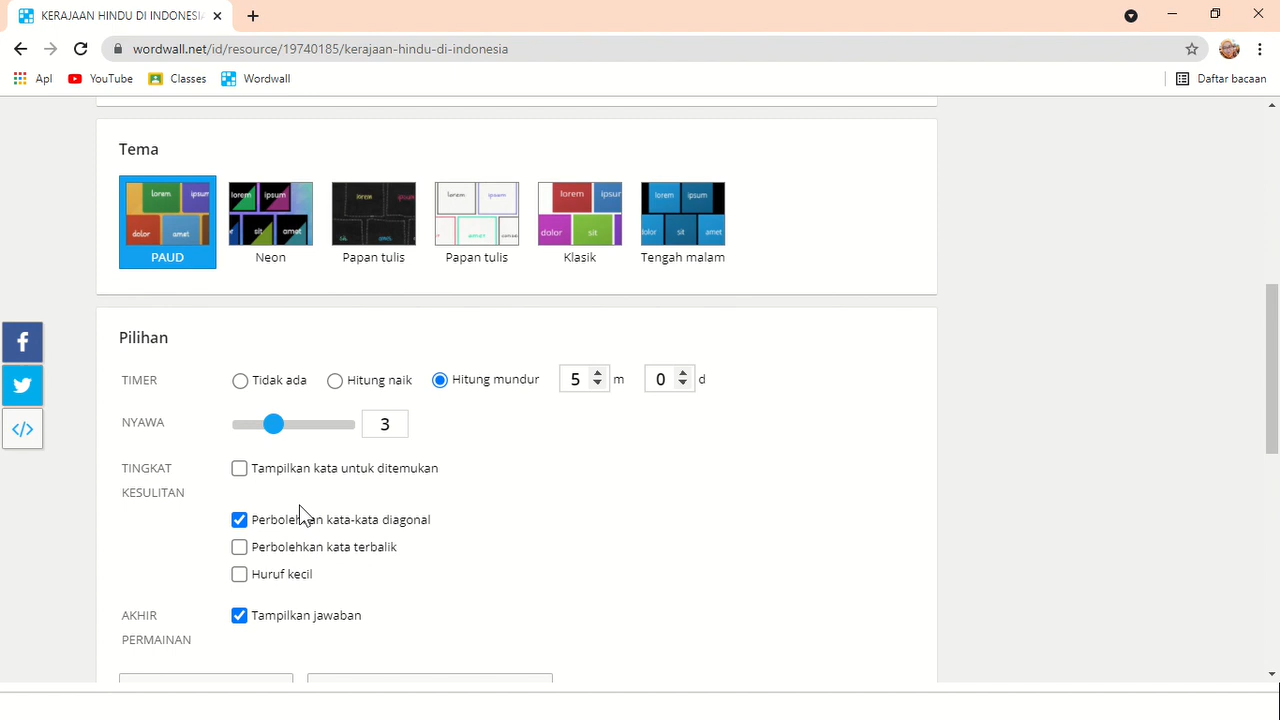 KERAJAAN HINDU DI INDONESIA
wordwall.net/id/resource/19740185/kerajaan-hindu-di-indonesia
Apl YouTube Classes Wordwall Daftar bacaan
Tema
lorem ipsum dolor amet
lorem ipsum sit amet
lorem
lorem ipsum amet
lorem ipsum dolor sit
lorem ipsum dolor sit amet
PAUD Neon Papan tulis Papan tulis Klasik Tengah malam
Pilihan
TIMER Tidak ada Hitung naik Hitung mundur 5 m 0 d
NYAWA 3
TINGKAT KESULITAN Tampilkan kata untuk ditemukan
Perbolehkan kata-kata diagonal
Perbolehkan kata terbalik
Huruf kecil
AKHIR PERMAINAN Tampilkan jawaban